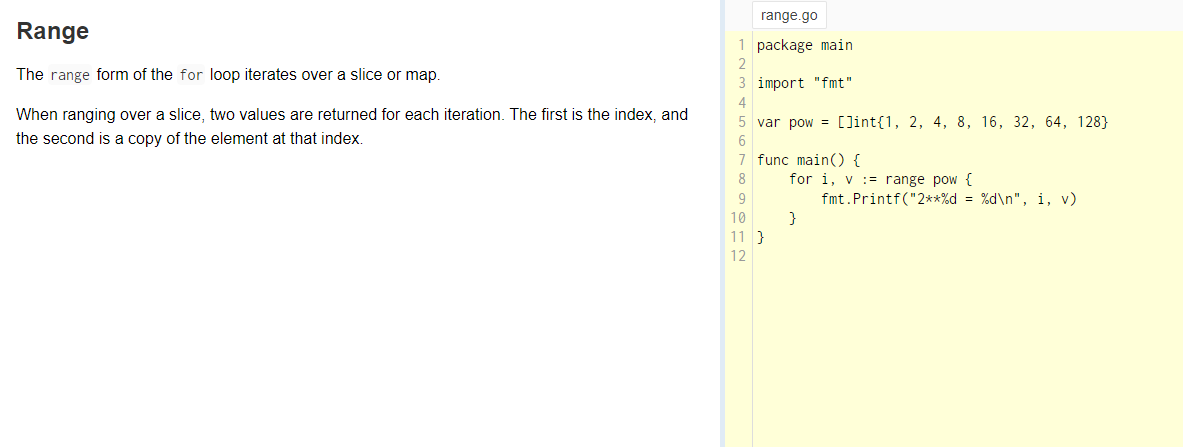 Range
The range form of the for loop iterates over a slice or map.
When ranging over a slice, two values are returned for each iteration. The first is the index, and
the second is a copy of the element at that index.
range.go
1 package main
2
3 import "fmt"
4
5 var pow = []int{1, 2, 4, 8, 16, 32, 64, 128}
6
7 func main() {
8     for i, v := range pow {
9         fmt.Printf("2**%d = %d\n", i, v)
10     }
11 }
12